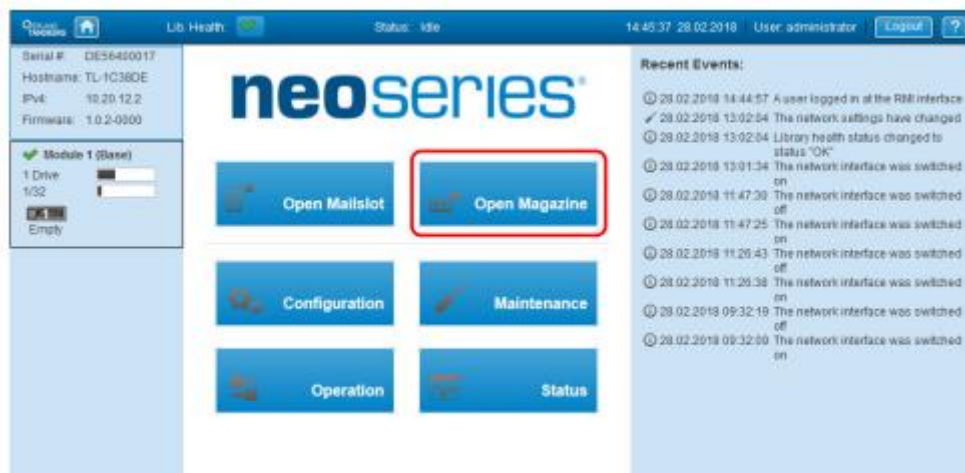 Lib. Health: Status: Idle 14:45:37 28.02.2018 User: administrator Logout ?
Serial #: DE56400017
Hostname: TL-1C38DE
IPv4: 10.20.12.2
Firmware: 1.0.2-0000
Module 1 (Base)
1 Drive
1/32
Empty
neoseries
Open Mailslot
Open Magazine
Configuration
Maintenance
Operation
Status
Recent Events:
28.02.2018 14:44:57 A user logged in at the RMI interface
28.02.2018 13:02:04 The network settings have changed
28.02.2018 13:02:04 Library health status changed to
status "OK"
28.02.2018 13:01:34 The network interface was switched
on
28.02.2018 11:47:30 The network interface was switched
off
28.02.2018 11:47:25 The network interface was switched
on
28.02.2018 11:26:43 The network interface was switched
off
28.02.2018 11:26:38 The network interface was switched
on
28.02.2018 09:32:19 The network interface was switched
off
28.02.2018 09:32:09 The network interface was switched
on